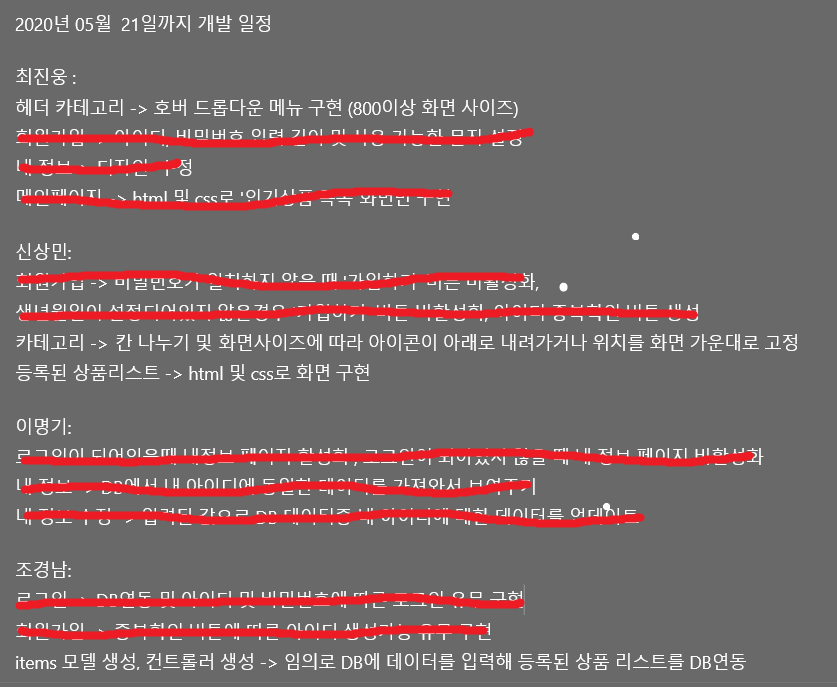 2020년 05월 21일까지 개발 일정
최진웅 :
헤더 카테고리 -> 호버 드롭다운 메뉴 구현 (800이상 화면 사이즈)
회원가입 -> 아이디, 비밀번호 입력 길이 및 사용 가능한 문자 설정
내 정보 -> 디자인 수정
메인페이지 -> html 및 css로 '인기상품' 목록 화면만 구현
신상민:
회원가입 -> 비밀번호가 일치하지 않을 때 '가입하기' 버튼 비활성화,
생년월일이 설정되어있지 않은경우 '가입하기' 버튼 비활성화, 아이디 중복확인 버튼 생성
카테고리 -> 칸 나누기 및 화면사이즈에 따라 아이콘이 아래로 내려가거나 위치를 화면 가운대로 고정
등록된 상품리스트 -> html 및 css로 화면 구현
이명기:
로그인이 되어있을때 내정보 페이지 활성화, 로그인이 되어있지 않을 때 내 정보 페이지 비활성화
내 정보 -> DB에서 내 아이디에 동일한 데이터를 가져와서 보여주기
내 정보 수정 -> 입력된 값으로 DB 데이터중 내 아이디에 대한 데이터를 업데이트
조경남:
로그인 -> DB연동 및 아이디 및 비밀번호에 따른 로그인 유무 구현
회원가입 -> 중복확인 버튼에 따른 아이디 생성가능 유무 구현
items 모델 생성, 컨트롤러 생성 -> 임의로 DB에 데이터를 입력해 등록된 상품 리스트를 DB연동